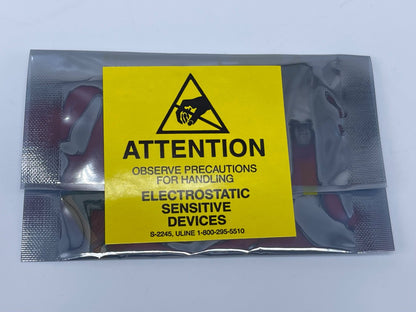 ATTENTION
OBSERVE PRECAUTIONS
FOR HANDLING
ELECTROSTATIC
SENSITIVE
DEVICES
S-2245, ULINE 1-800-295-5510